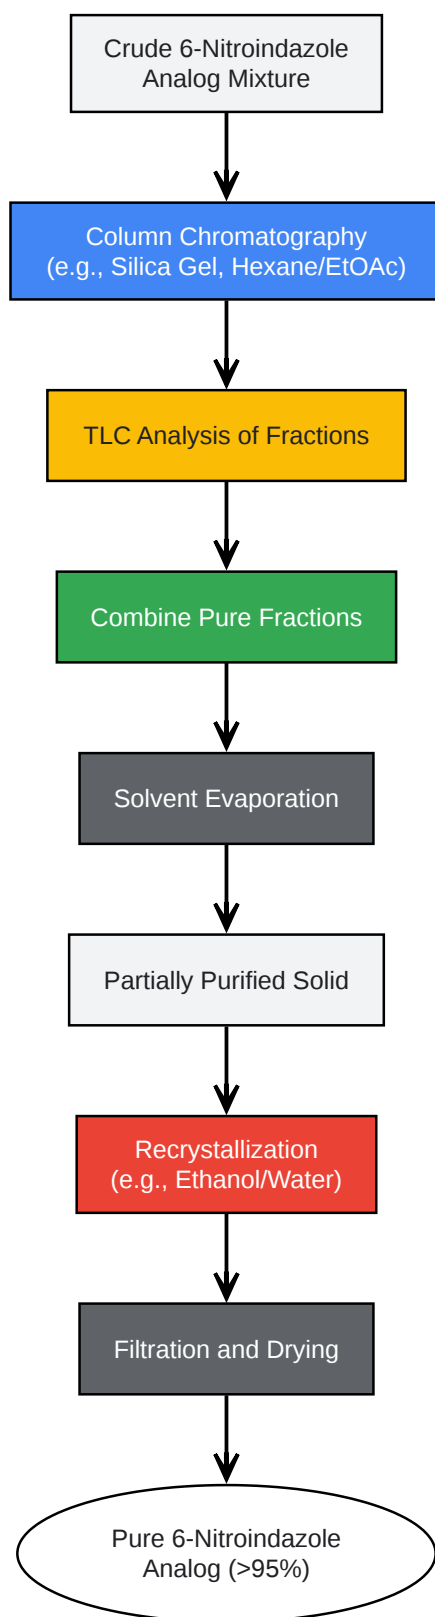 Crude 6-Nitroindazole
Analog Mixture
Column Chromatography
(e.g., Silica Gel, Hexane/EtOAc)
TLC Analysis of Fractions
Combine Pure Fractions
Solvent Evaporation
Partially Purified Solid
Recrystallization
(e.g., Ethanol/Water)
Filtration and Drying
Pure 6-Nitroindazole
Analog (>95%)